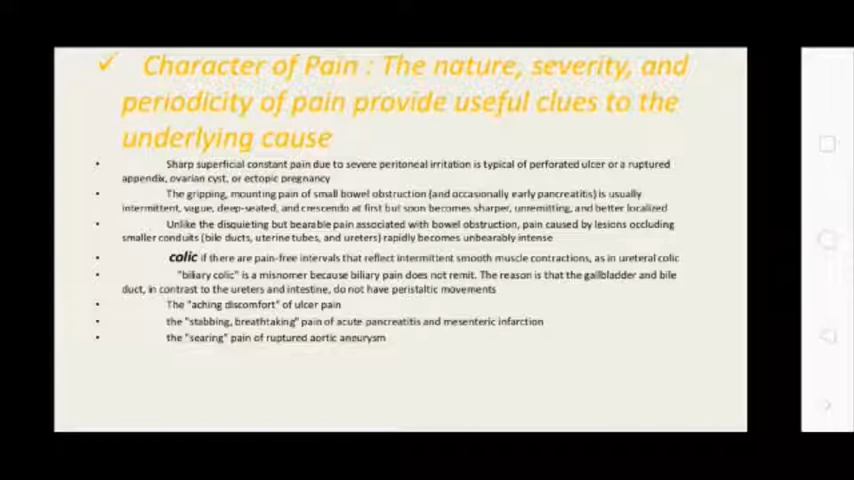 ✓ Character of Pain : The nature, severity, and
periodicity of pain provide useful clues to the
underlying cause
• Sharp superficial constant pain due to severe peritoneal irritation is typical of perforated ulcer or a ruptured
appendix, ovarian cyst, or ectopic pregnancy
• The gripping, mounting pain of small bowel obstruction (and occasionally early pancreatitis) is usually
intermittent, vague, deep-seated, and crescendo at first but soon becomes sharper, unremitting, and better localized
• Unlike the disquieting but bearable pain associated with bowel obstruction, pain caused by lesions occluding
smaller conduits (bile ducts, uterine tubes, and ureters) rapidly becomes unbearably intense
• colic if there are pain-free intervals that reflect intermittent smooth muscle contractions, as in ureteral colic
• "biliary colic" is a misnomer because biliary pain does not remit. The reason is that the gallbladder and bile
duct, in contrast to the ureters and intestine, do not have peristaltic movements
• The "aching discomfort" of ulcer pain
• the "stabbing, breathtaking" pain of acute pancreatitis and mesenteric infarction
• the "searing" pain of ruptured aortic aneurysm